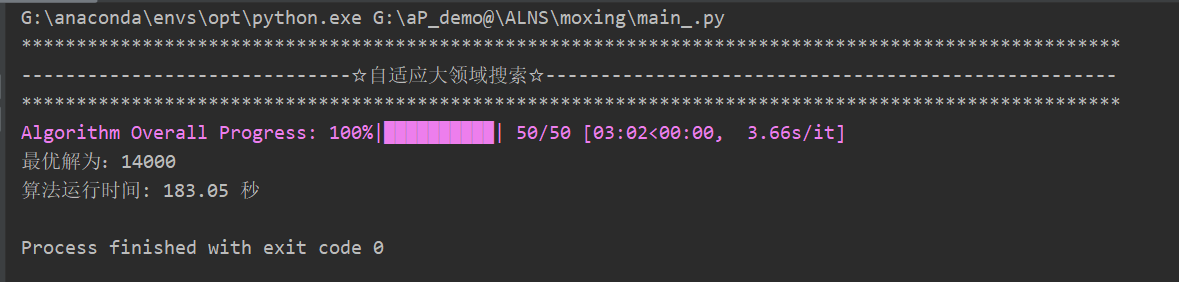 G:\anaconda\envs\opt\python.exe G:\aP_demo@\ALNS\moxing\main_.py
****************************************************************************************************
------------------------------☆自适应大领域搜索☆----------------------------------------------------
****************************************************************************************************
Algorithm Overall Progress: 100%|██████████| 50/50 [03:02<00:00,  3.66s/it]
最优解为：14000
算法运行时间: 183.05 秒
Process finished with exit code 0